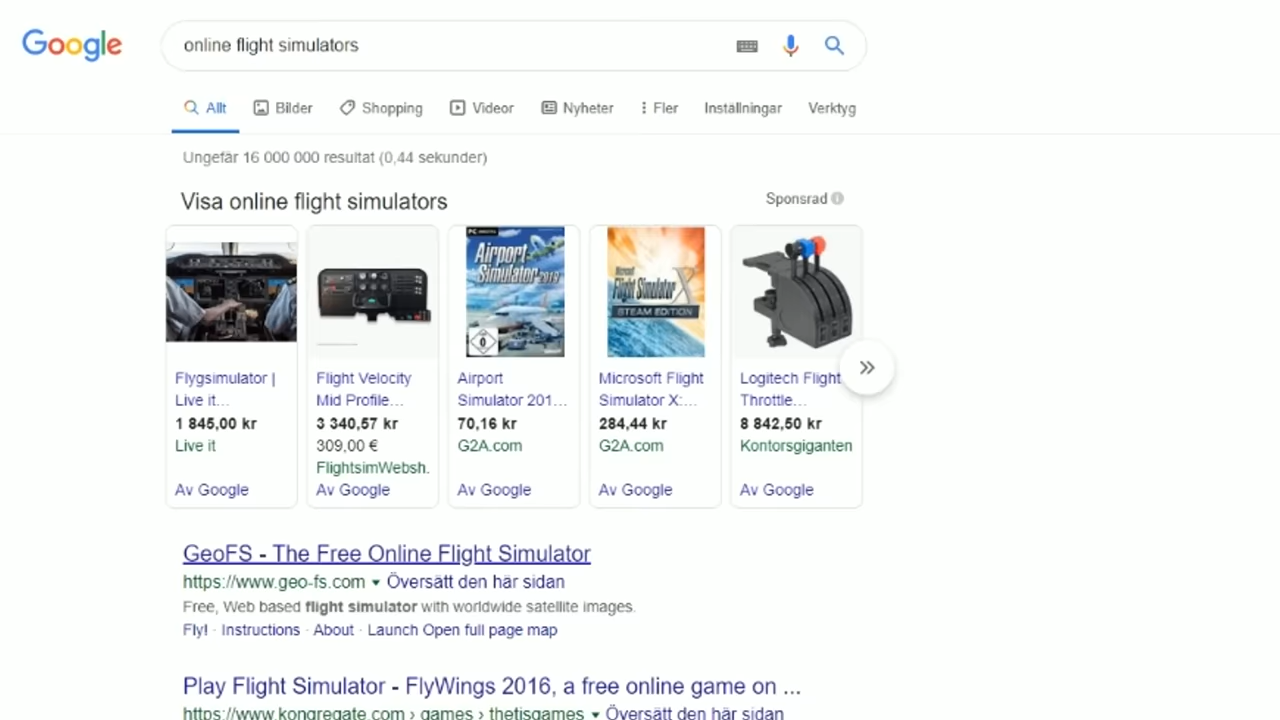 Google
online flight simulators
Allt Bilder Shopping Videor Nyheter Fler Inställningar Verktyg
Ungefär 16 000 000 resultat (0,44 sekunder)
Visa online flight simulators
Sponsrad
Airport Simulator 2019
Microsoft Flight Simulator X
STEAM EDITION
Flygsimulator |
Live it...
1 845,00 kr
Live it
Av Google
Flight Velocity
Mid Profile...
3 340,57 kr
309,00 €
FlightsimWebsh.
Av Google
Airport
Simulator 201...
70,16 kr
G2A.com
Av Google
Microsoft Flight
Simulator X:...
284,44 kr
G2A.com
Av Google
Logitech Flight
Throttle...
8 842,50 kr
Kontorsgiganten
Av Google
GeoFS - The Free Online Flight Simulator
https://www.geo-fs.com ▾ Översätt den här sidan
Free, Web based flight simulator with worldwide satellite images.
Fly! · Instructions · About · Launch Open full page map
Play Flight Simulator - FlyWings 2016, a free online game on ...
https://www.kongregate.com › games › thetisgames ▾ Översätt den här sidan